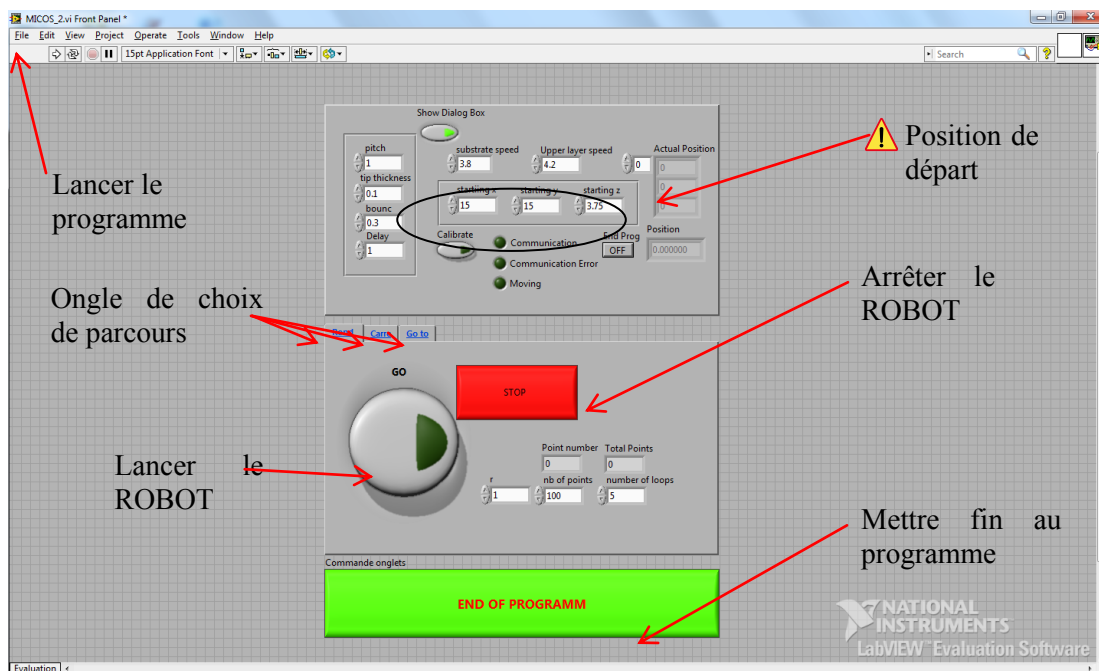 MICOS_2.vi Front Panel *
File Edit View Project Operate Tools Window Help
15pt Application Font
Search
Show Dialog Box
pitch
1
substrate speed
3.8
Upper layer speed
4.2
0
Actual Position
0
0
tip thickness
0.1
startiing x
15
starting y
15
starting z
3.75
bounc
0.3
Delay
1
Calibrate
Communication
End Prog
OFF
Position
0.000000
Communication Error
Moving
Position de
départ
Lancer le
programme
Ongle de choix
de parcours
Arrêter le
ROBOT
Carre Go to
GO
STOP
Point number Total Points
0 0
r nb of points number of loops
1 100 5
Lancer le
ROBOT
Mettre fin au
programme
Commande onglets
END OF PROGRAMM
NATIONAL
INSTRUMENTS
LabVIEW™ Evaluation Software
Evaluation